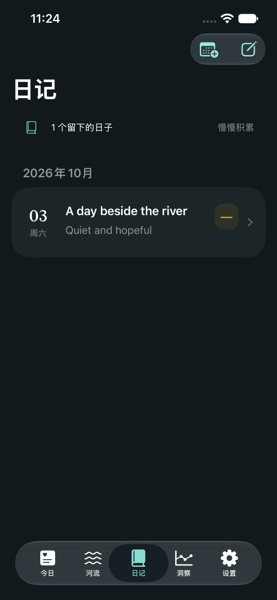 11:24
日记
1 个留下的日子
慢慢积累
2026 年 10 月
03
周六
A day beside the river
Quiet and hopeful
今日
河流
日记
洞察
设置